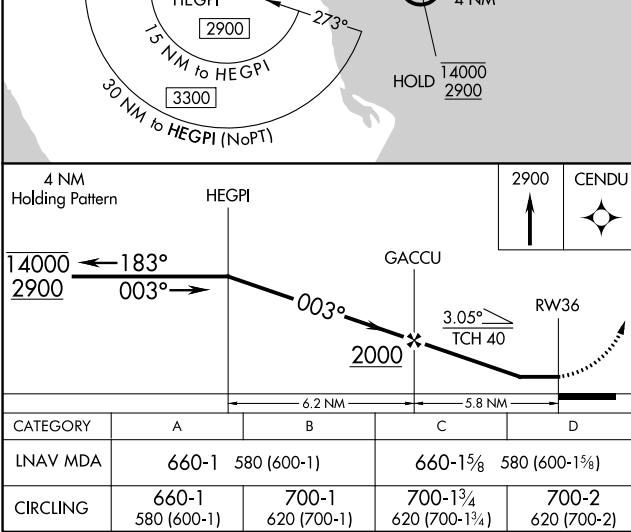 HEGPI
4 NM
2900
273°
15 NM to HEGPI
HOLD 14000
2900
3300
30 NM to HEGPI (NoPT)
4 NM
Holding Pattern
HEGPI
2900
CENDU
GACCU
14000
2900
183°
003°
003°
2000
3.05°
TCH 40
RW36
6.2 NM
5.8 NM
CATEGORY A B C D
LNAV MDA 660-1 580 (600-1) 660-1⅝ 580 (600-1⅝)
CIRCLING 660-1 700-1 700-1¾ 700-2
580 (600-1) 620 (700-1) 620 (700-1¾) 620 (700-2)